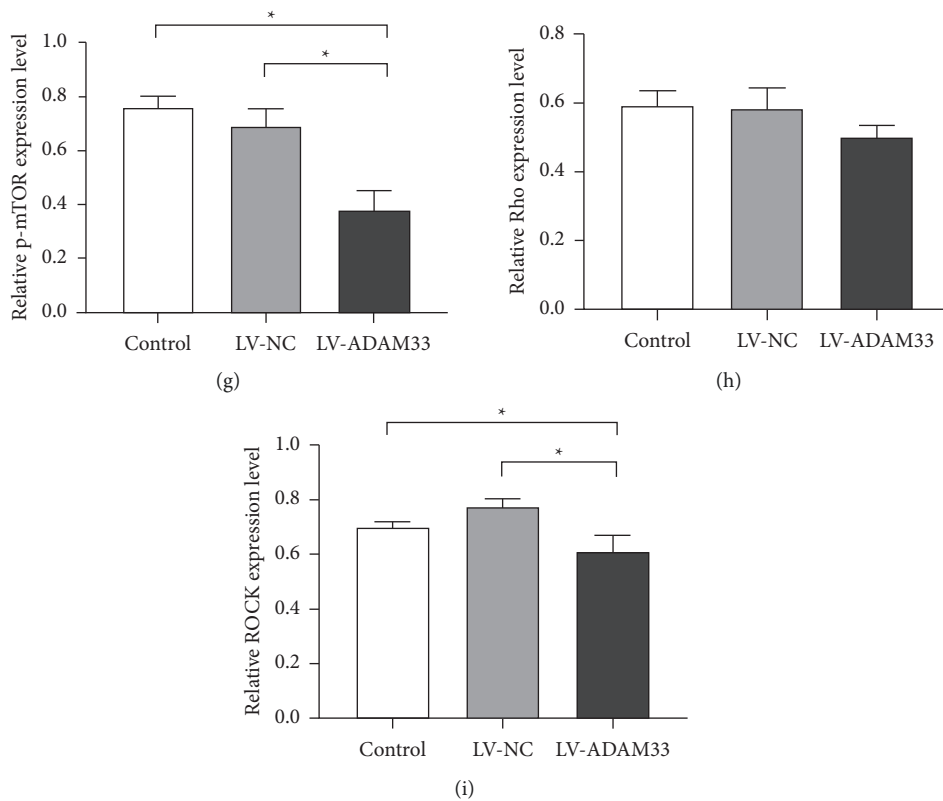 *
*
Relative p-mTOR expression level
1.0
0.8
0.6
0.4
0.2
0.0
Control LV-NC LV-ADAM33
(g)
Relative Rho expression level
0.8
0.6
0.4
0.2
0.0
Control LV-NC LV-ADAM33
(h)
*
*
Relative ROCK expression level
1.0
0.8
0.6
0.4
0.2
0.0
Control LV-NC LV-ADAM33
(i)